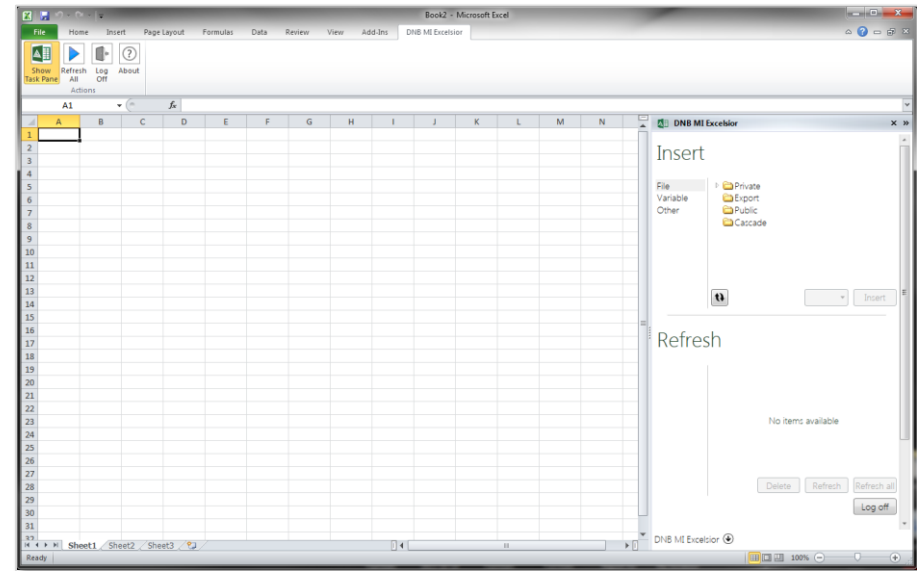 Book2 - Microsoft Excel
File Home Insert Page Layout Formulas Data Review View Add-Ins DNB MI Excelsior
Show Task Pane
Refresh All
Log Off
About
Actions
A1 fx
A B C D E F G H I J K L M N
1
2
3
4
5
6
7
8
9
10
11
12
13
14
15
16
17
18
19
20
21
22
23
24
25
26
27
28
29
30
31
32
Sheet1 Sheet2 Sheet3
Ready
DNB MI Excelsior
Insert
File
Variable
Other
Private
Export
Public
Cascade
Insert
Refresh
No items available
Delete Refresh Refresh all
Log off
DNB MI Excelsior
100%